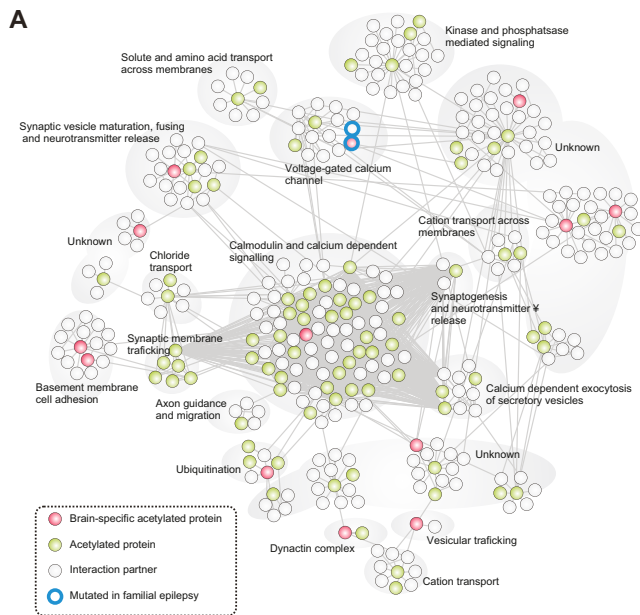 A
Kinase and phosphatsase
mediated signaling
Solute and amino acid transport
across membranes
Synaptic vesicle maturation, fusing
and neurotransmitter release
Voltage-gated calcium
channel
Unknown
Unknown
Cation transport across
membranes
Calmodulin and calcium dependent
signalling
Chloride
transport
Synaptogenesis
and neurotransmitter ¥
release
Synaptic membrane
traficking
Basement membrane
cell adhesion
Calcium dependent exocytosis
of secretory vesicles
Axon guidance
and migration
Ubiquitination
Unknown
Brain-specific acetylated protein
Acetylated protein
Interaction partner
Mutated in familial epilepsy
Dynactin complex
Vesicular traficking
Cation transport